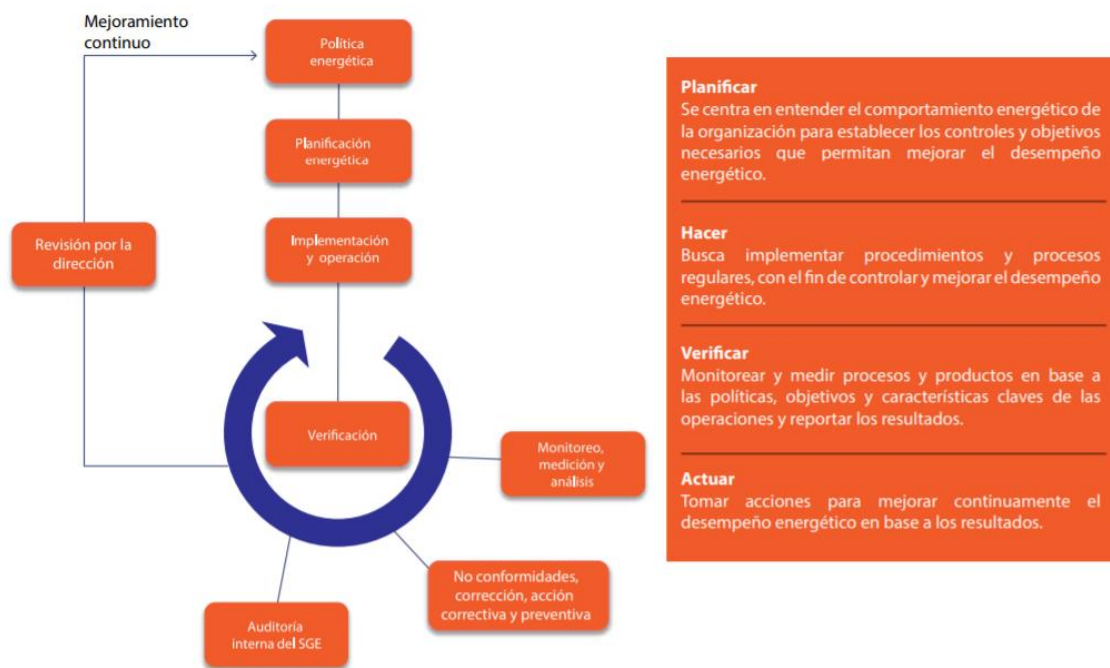 Mejoramiento
continuo
Política
energética
Planificación
energética
Implementación
y operación
Revisión por la
dirección
Verificación
Monitoreo,
medición y
análisis
No conformidades,
corrección, acción
correctiva y preventiva
Auditoría
interna del SGE
Planificar
Se centra en entender el comportamiento energético de
la organización para establecer los controles y objetivos
necesarios que permitan mejorar el desempeño
energético.
Hacer
Busca implementar procedimientos y procesos
regulares, con el fin de controlar y mejorar el desempeño
energético.
Verificar
Monitorear y medir procesos y productos en base a
las políticas, objetivos y características claves de las
operaciones y reportar los resultados.
Actuar
Tomar acciones para mejorar continuamente el
desempeño energético en base a los resultados.